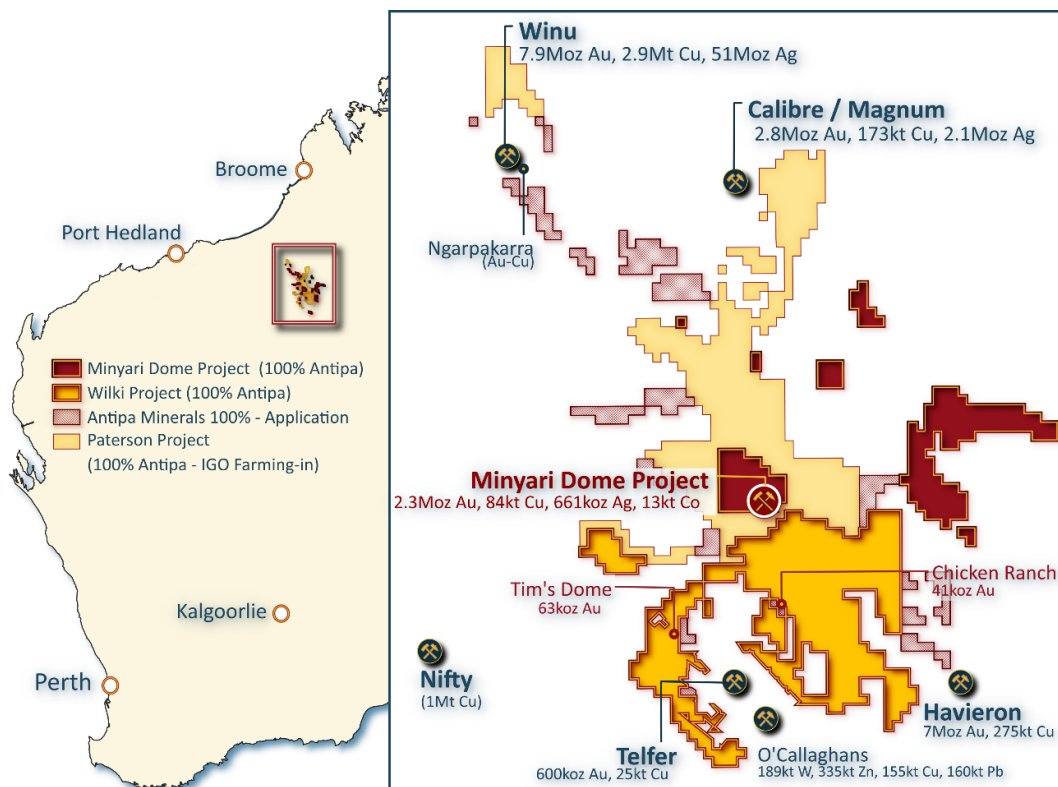 Broome
Port Hedland
Minyari Dome Project (100% Antipa)
Wilki Project (100% Antipa)
Antipa Minerals 100% - Application
Paterson Project
(100% Antipa - IGO Farming-in)
Kalgoorlie
Perth
Winu
7.9Moz Au, 2.9Mt Cu, 51Moz Ag
Calibre / Magnum
2.8Moz Au, 173kt Cu, 2.1Moz Ag
Ngarpakarra
(Au-Cu)
Minyari Dome Project
2.3Moz Au, 84kt Cu, 661koz Ag, 13kt Co
Tim's Dome
63koz Au
Chicken Ranch
41koz Au
Nifty
(1Mt Cu)
Telfer
600koz Au, 25kt Cu
O'Callaghans
189kt W, 335kt Zn, 155kt Cu, 160kt Pb
Havieron
7Moz Au, 275kt Cu